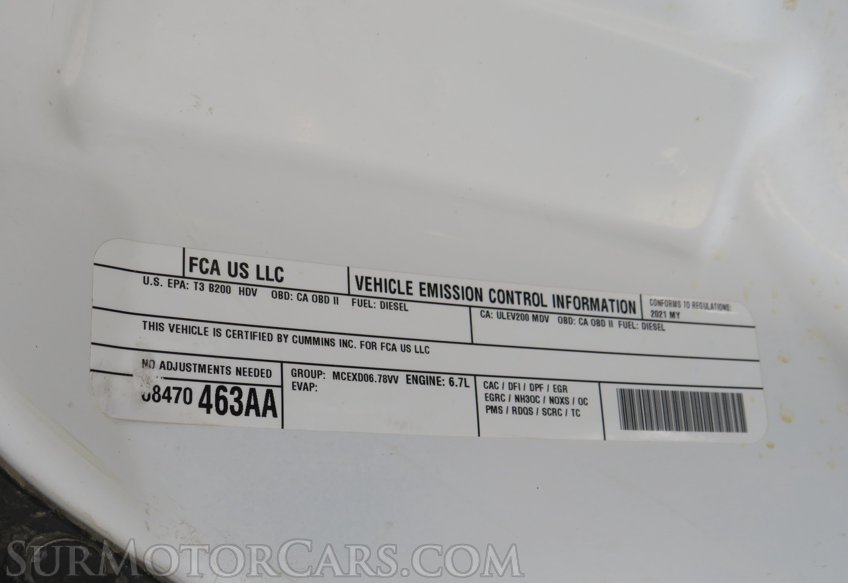 FCA US LLC
VEHICLE EMISSION CONTROL INFORMATION
CONFORMS TO REGULATIONS:
2021 MY
U.S. EPA: T3 B200 HDV OBD: CA OBD II FUEL: DIESEL
CA: ULEV200 MDV OBD: CA OBD II FUEL: DIESEL
THIS VEHICLE IS CERTIFIED BY CUMMINS INC. FOR FCA US LLC
NO ADJUSTMENTS NEEDED
68470 463AA
GROUP: MCEXD06.78VV ENGINE: 6.7L
EVAP:
CAC / DFI / DPF / EGR
EGRC / NH3OC / NOXS / OC
PMS / RDQS / SCRC / TC
SURMOTORCARS.COM